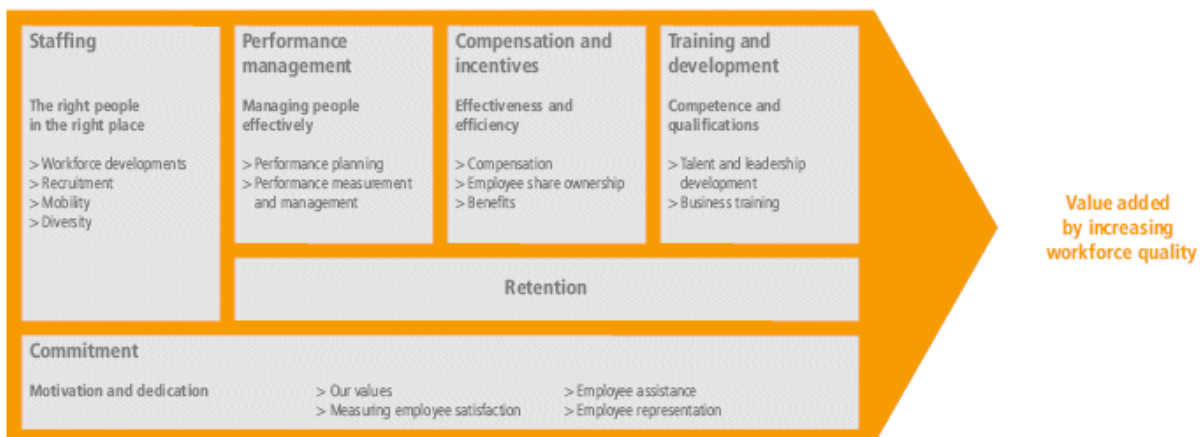 Staffing
The right people
in the right place
> Workforce developments
> Recruitment
> Mobility
> Diversity
Performance
management
Managing people
effectively
> Performance planning
> Performance measurement
and management
Compensation and
incentives
Effectiveness and
efficiency
> Compensation
> Employee share ownership
> Benefits
Training and
development
Competence and
qualifications
> Talent and leadership
development
> Business training
Retention
Commitment
Motivation and dedication
> Our values
> Measuring employee satisfaction
> Employee assistance
> Employee representation
Value added
by increasing
workforce quality